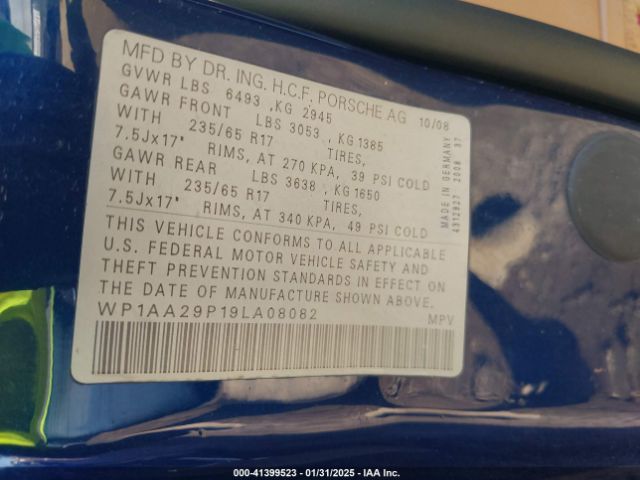 MFD BY DR. ING. H.C.F. PORSCHE AG 10/08
GVWR LBS 6493 ,KG 2945
GAWR FRONT LBS 3053 , KG 1385
WITH 235/65 R17 TIRES,
7.5Jx17" RIMS, AT 270 KPA, 39 PSI COLD
GAWR REAR LBS 3638 , KG 1650
WITH 235/65 R17 TIRES,
7.5Jx17" RIMS, AT 340 KPA, 49 PSI COLD
THIS VEHICLE CONFORMS TO ALL APPLICABLE
U.S. FEDERAL MOTOR VEHICLE SAFETY AND
THEFT PREVENTION STANDARDS IN EFFECT ON
THE DATE OF MANUFACTURE SHOWN ABOVE.
WP1AA29P19LA08082 MPV
MADE IN GERMANY
4912927 2008 37
000-41399523 - 01/31/2025 - IAA Inc.